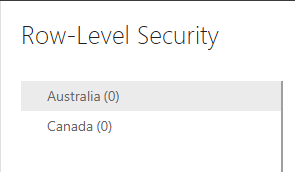 Row-Level Security
Australia (0)
Canada (0)